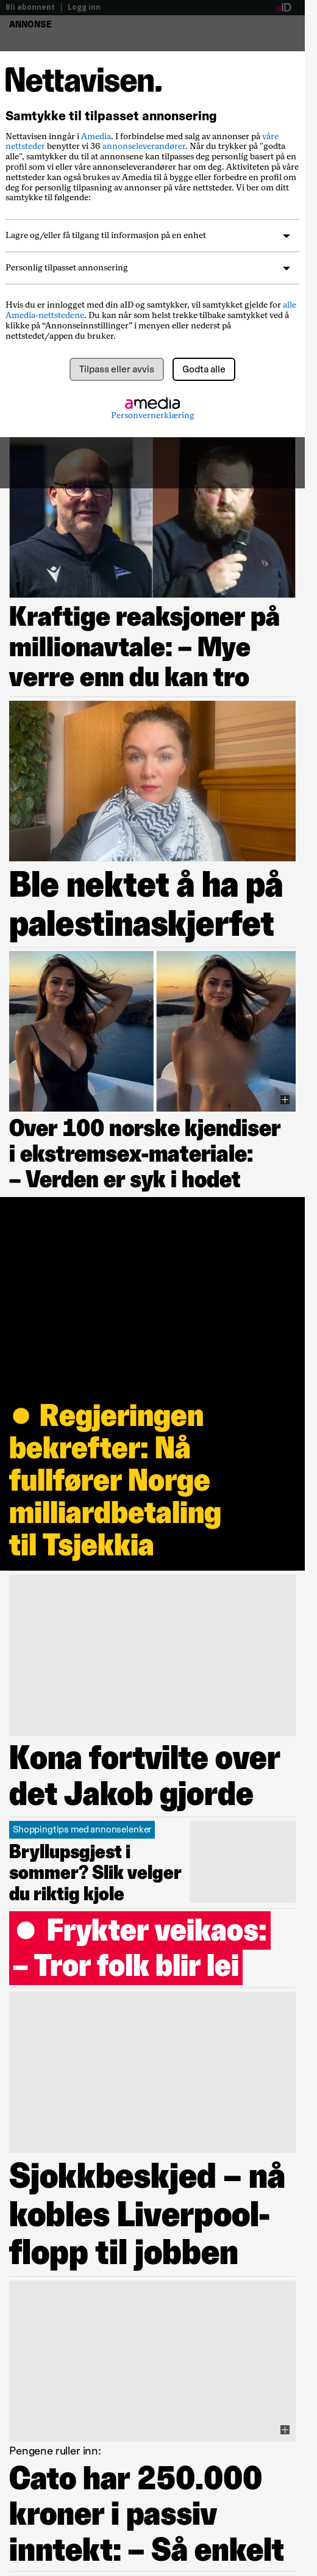 Bli abonnent | Logg inn
aID
ANNONSE
Nettavisen.
Samtykke til tilpasset annonsering
Nettavisen inngår i Amedia. I forbindelse med salg av annonser på våre
nettsteder benytter vi 36 annonseleverandører. Når du trykker på "godta
alle", samtykker du til at annonsene kan tilpasses deg personlig basert på en
profil som vi eller våre annonseleverandører har om deg. Aktiviteten på våre
nettsteder kan også brukes av Amedia til å bygge eller forbedre en profil om
deg for personlig tilpasning av annonser på våre nettsteder. Vi ber om ditt
samtykke til følgende:
Lagre og/eller få tilgang til informasjon på en enhet
Personlig tilpasset annonsering
Hvis du er innlogget med din aID og samtykker, vil samtykket gjelde for alle
Amedia-nettstedene. Du kan når som helst trekke tilbake samtykket ved å
klikke på “Annonseinnstillinger” i menyen eller nederst på
nettstedet/appen du bruker.
Tilpass eller avvis
Godta alle
amedia
Personvernerklæring
Kraftige reaksjoner på
millionavtale: – Mye
verre enn du kan tro
Ble nektet å ha på
palestinaskjerfet
Over 100 norske kjendiser
i ekstremsex-materiale:
– Verden er syk i hodet
Regjeringen
bekrefter: Nå
fullfører Norge
milliardbetaling
til Tsjekkia
Kona fortvilte over
det Jakob gjorde
Shoppingtips med annonselenker
Bryllupsgjest i
sommer? Slik velger
du riktig kjole
Frykter veikaos:
– Tror folk blir lei
Sjokkbeskjed – nå
kobles Liverpool-
flopp til jobben
Pengene ruller inn:
Cato har 250.000
kroner i passiv
inntekt: – Så enkelt